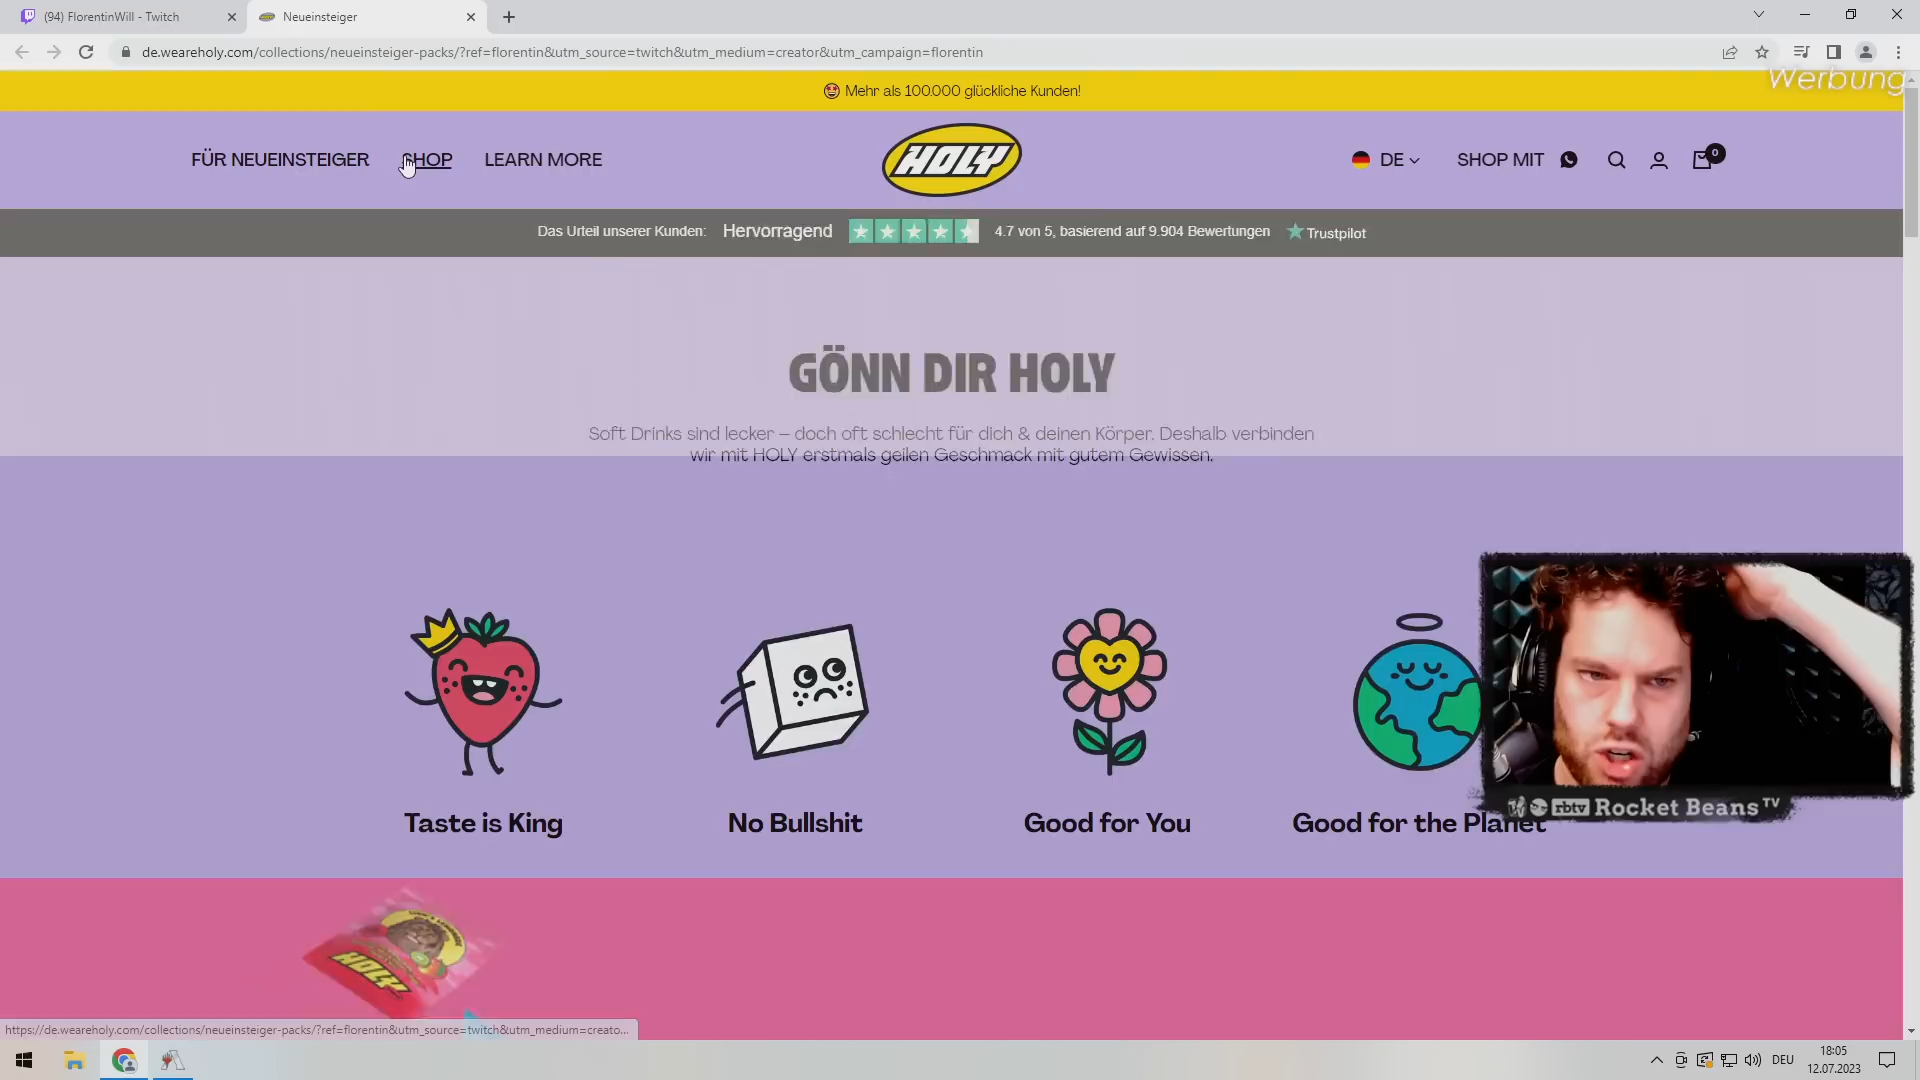 (94) FlorentinWill - Twitch
Neueinsteiger
de.weareholy.com/collections/neueinsteiger-packs/?ref=florentin&utm_source=twitch&utm_medium=creator&utm_campaign=florentin
Werbung
Mehr als 100.000 glückliche Kunden!
FÜR NEUEINSTEIGER
SHOP
LEARN MORE
HOLY
DE
SHOP MIT
0
Das Urteil unserer Kunden: Hervorragend 4.7 von 5, basierend auf 9.904 Bewertungen Trustpilot
GÖNN DIR HOLY
Soft Drinks sind lecker – doch oft schlecht für dich & deinen Körper. Deshalb verbinden
wir mit HOLY erstmals geilen Geschmack mit gutem Gewissen.
rbtv Rocket Beans TV
Taste is King
No Bullshit
Good for You
Good for the Planet
HOLY
https://de.weareholy.com/collections/neueinsteiger-packs/?ref=florentin&utm_source=twitch&utm_medium=creato...
DEU
18:05
12.07.2023